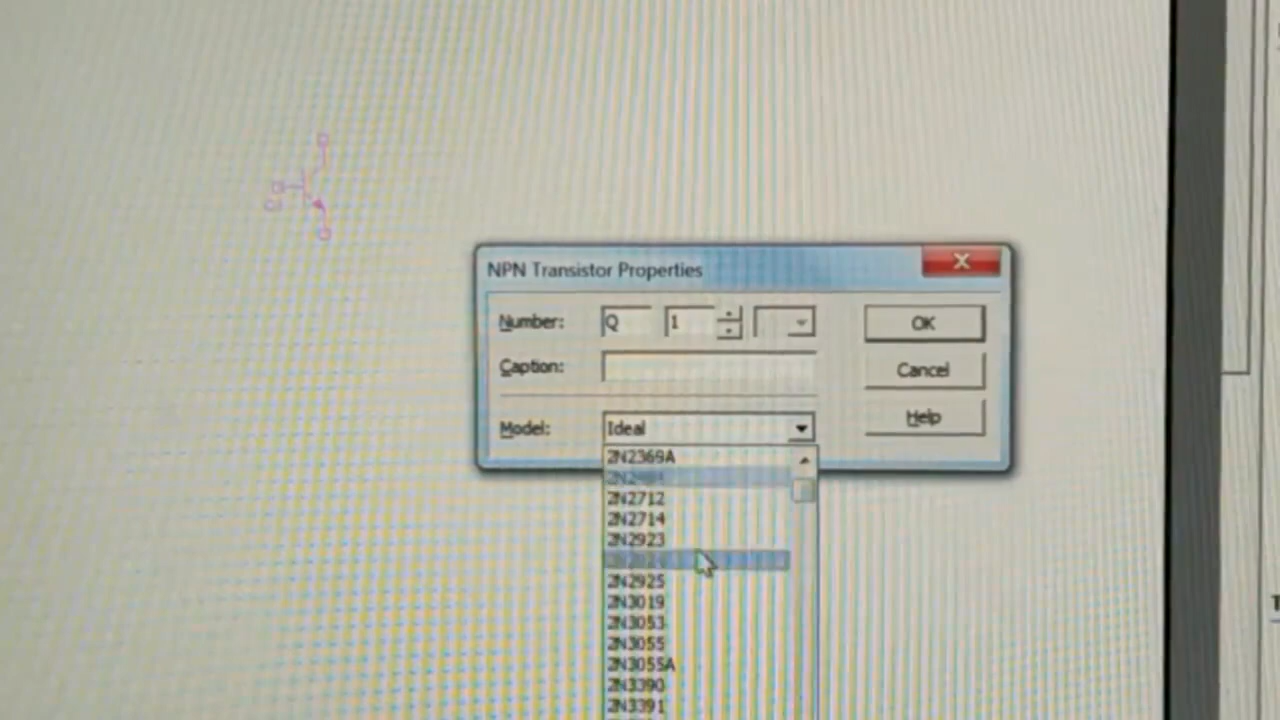 NPN Transistor Properties
Number: Q 1
OK
Caption:
Cancel
Model: Ideal
Help
2N2369A
2N2712
2N2714
2N2923
2N2925
2N3019
2N3053
2N3055
2N3055A
2N3390
2N3391